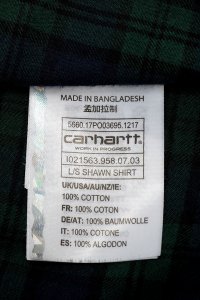 MADE IN BANGLADESH
孟加拉制
5660.17PO03695.1217
carhartt
WORK IN PROGRESS
I021563.958.07.03
L/S SHAWN SHIRT
UK/USA/AU/NZ/IE:
100% COTTON
FR: 100% COTON
DE/AT: 100% BAUMWOLLE
IT: 100% COTONE
ES: 100% ALGODON